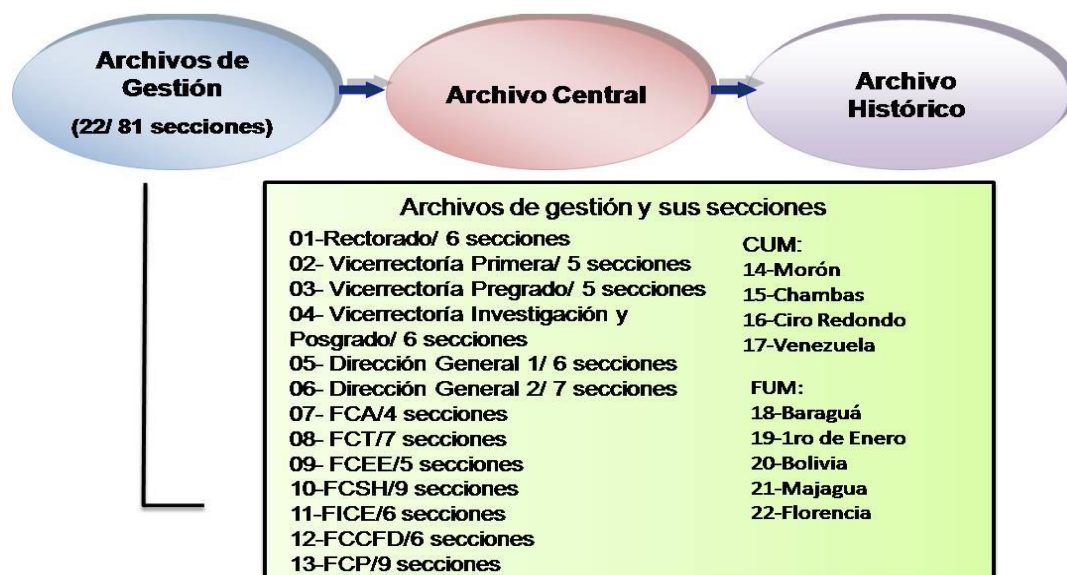 Archivos de
Gestión
(22/ 81 secciones)
Archivo Central
Archivo
Histórico
Archivos de gestión y sus secciones
01-Rectorado/ 6 secciones
02- Vicerrectoría Primera/ 5 secciones
03- Vicerrectoría Pregrado/ 5 secciones
04- Vicerrectoría Investigación y
Posgrado/ 6 secciones
05- Dirección General 1/ 6 secciones
06- Dirección General 2/ 7 secciones
07- FCA/4 secciones
08- FCT/7 secciones
09- FCEE/5 secciones
10-FCSH/9 secciones
11-FICE/6 secciones
12-FCCFD/6 secciones
13-FCP/9 secciones
CUM:
14-Morón
15-Chambas
16-Ciro Redondo
17-Venezuela
FUM:
18-Baraguá
19-1ro de Enero
20-Bolivia
21-Majagua
22-Florencia